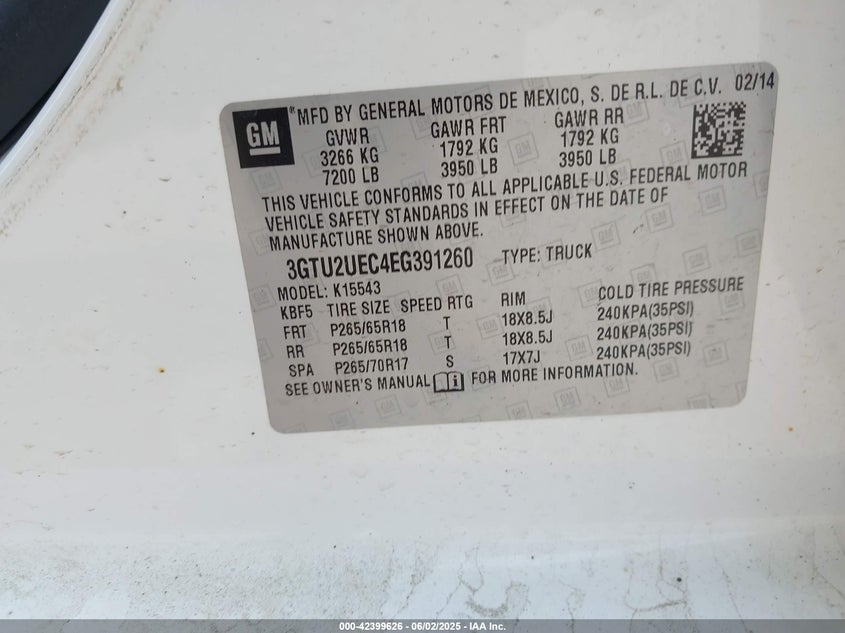 GM
®MFD BY GENERAL MOTORS DE MEXICO, S. DE R.L. DE C.V. 02/14
GVWR GAWR FRT GAWR RR
3266 KG 1792 KG 1792 KG
7200 LB 3950 LB 3950 LB
THIS VEHICLE CONFORMS TO ALL APPLICABLE U.S. FEDERAL MOTOR
VEHICLE SAFETY STANDARDS IN EFFECT ON THE DATE OF
MANUFACTURE SHOWN ABOVE.
3GTU2UEC4EG391260 TYPE: TRUCK
MODEL: K15543
KBF5 TIRE SIZE SPEED RTG RIM COLD TIRE PRESSURE
FRT P265/65R18 T 18X8.5J 240KPA(35PSI)
RR P265/65R18 T 18X8.5J 240KPA(35PSI)
SPA P265/70R17 S 17X7J 240KPA(35PSI)
SEE OWNER'S MANUAL FOR MORE INFORMATION.
000-42399626 - 06/02/2025 - IAA Inc.